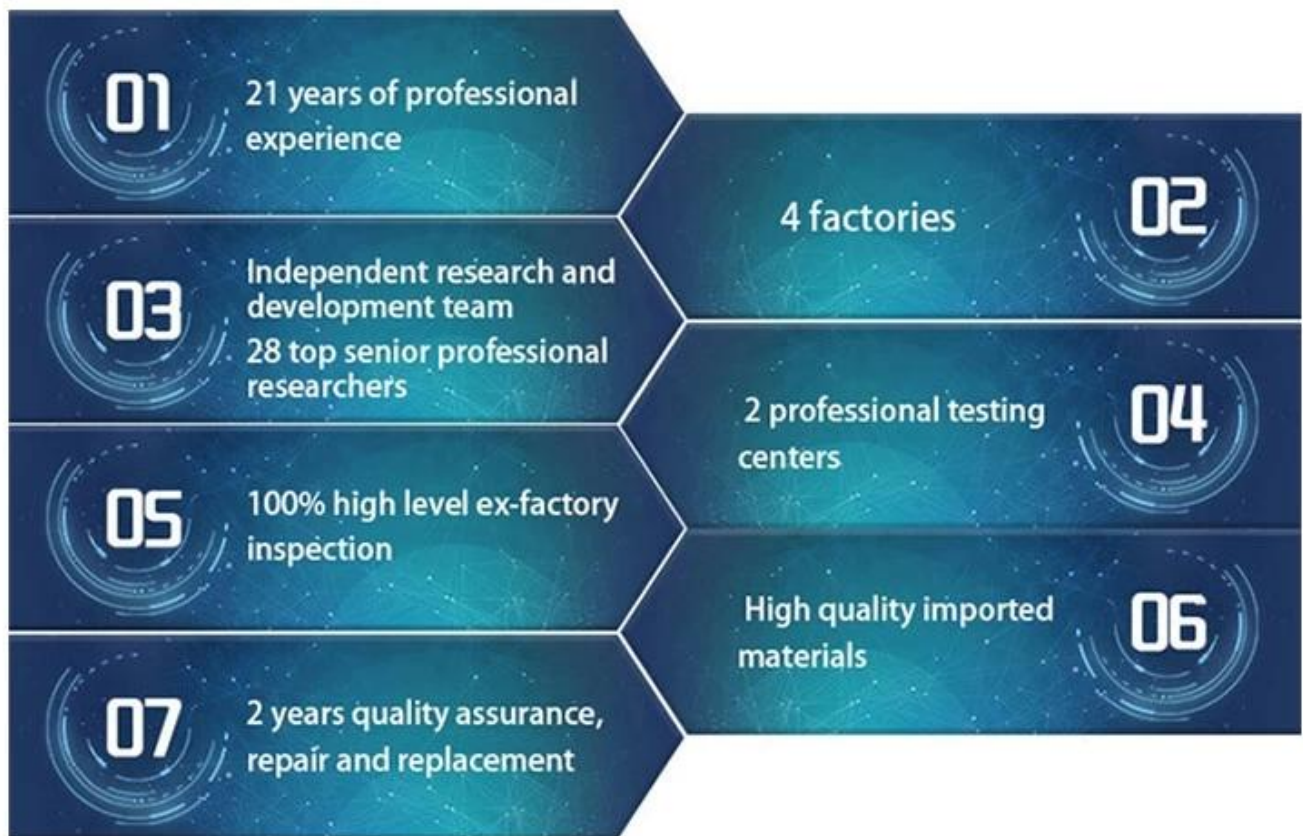 01
21 years of professional
experience
02
4 factories
03
Independent research and
development team
28 top senior professional
researchers
04
2 professional testing
centers
05
100% high level ex-factory
inspection
06
High quality imported
materials
07
2 years quality assurance,
repair and replacement